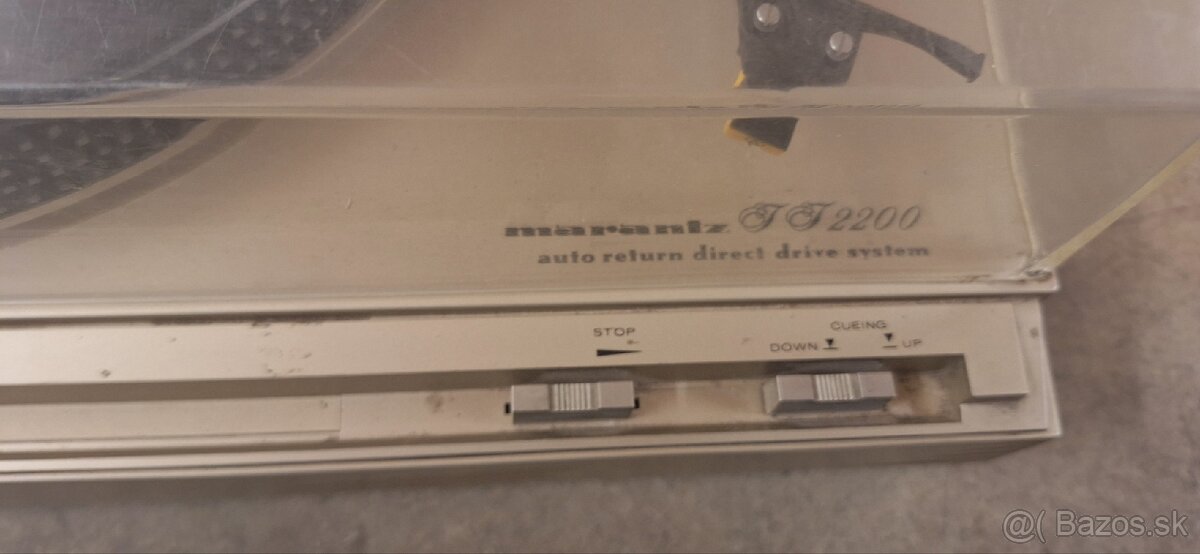 marantz TT2200
auto return direct drive system
STOP
CUEING
DOWN UP
@( Bazos.sk